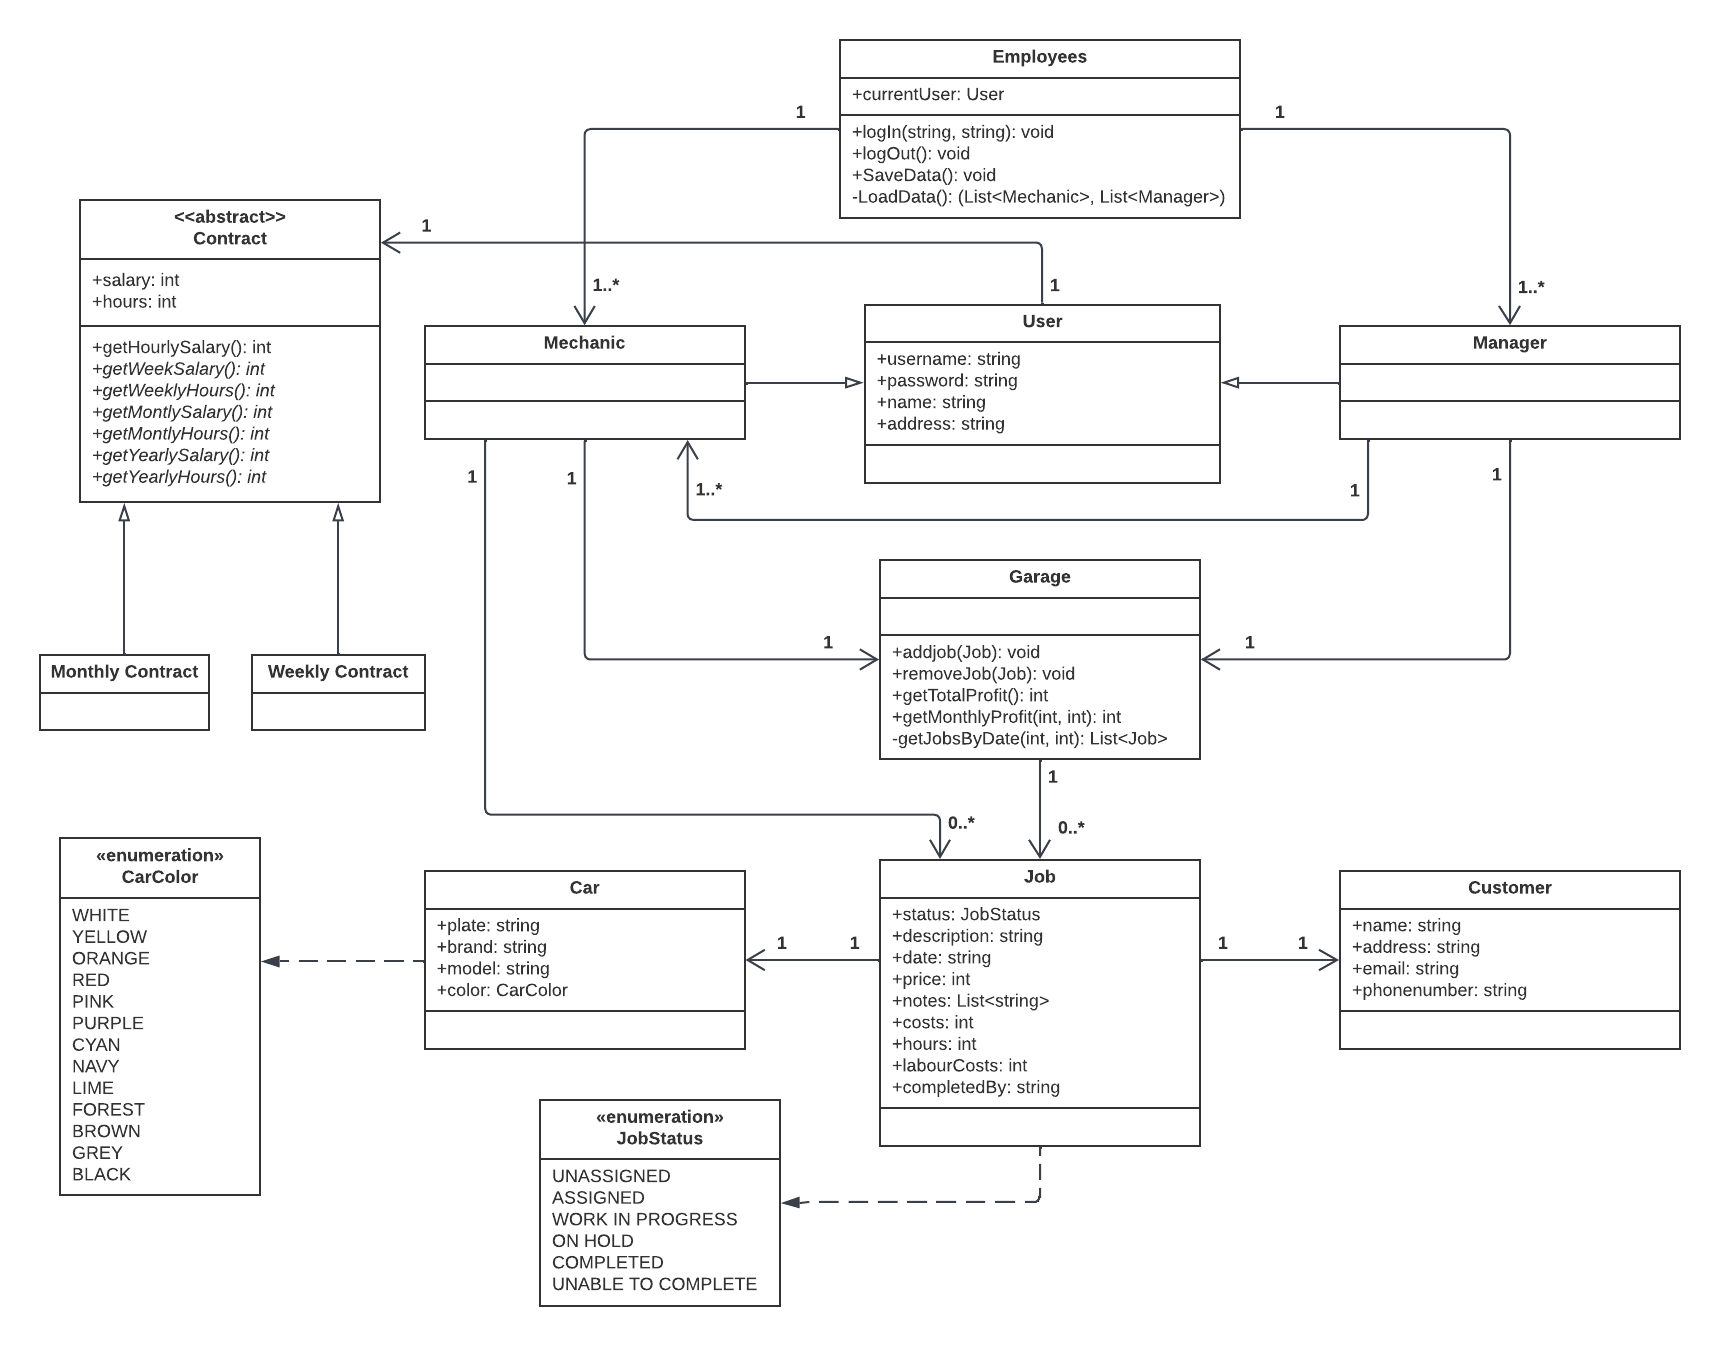 Employees
+currentUser: User
+logIn(string, string): void
+logOut(): void
+SaveData(): void
-LoadData(): (List<Mechanic>, List<Manager>)
1
1
1..*
1..*
<<abstract>>
Contract
+salary: int
+hours: int
+getHourlySalary(): int
+getWeekSalary(): int
+getWeeklyHours(): int
+getMontlySalary(): int
+getMontlyHours(): int
+getYearlySalary(): int
+getYearlyHours(): int
1
1
Mechanic
User
+username: string
+password: string
+name: string
+address: string
Manager
1
1
1..*
1
1
Monthly Contract
Weekly Contract
Garage
+addjob(Job): void
+removeJob(Job): void
+getTotalProfit(): int
+getMonthlyProfit(int, int): int
-getJobsByDate(int, int): List<Job>
1
1
1
0..*
0..*
«enumeration»
CarColor
WHITE
YELLOW
ORANGE
RED
PINK
PURPLE
CYAN
NAVY
LIME
FOREST
BROWN
GREY
BLACK
Car
+plate: string
+brand: string
+model: string
+color: CarColor
1
1
Job
+status: JobStatus
+description: string
+date: string
+price: int
+notes: List<string>
+costs: int
+hours: int
+labourCosts: int
+completedBy: string
1
1
Customer
+name: string
+address: string
+email: string
+phonenumber: string
«enumeration»
JobStatus
UNASSIGNED
ASSIGNED
WORK IN PROGRESS
ON HOLD
COMPLETED
UNABLE TO COMPLETE